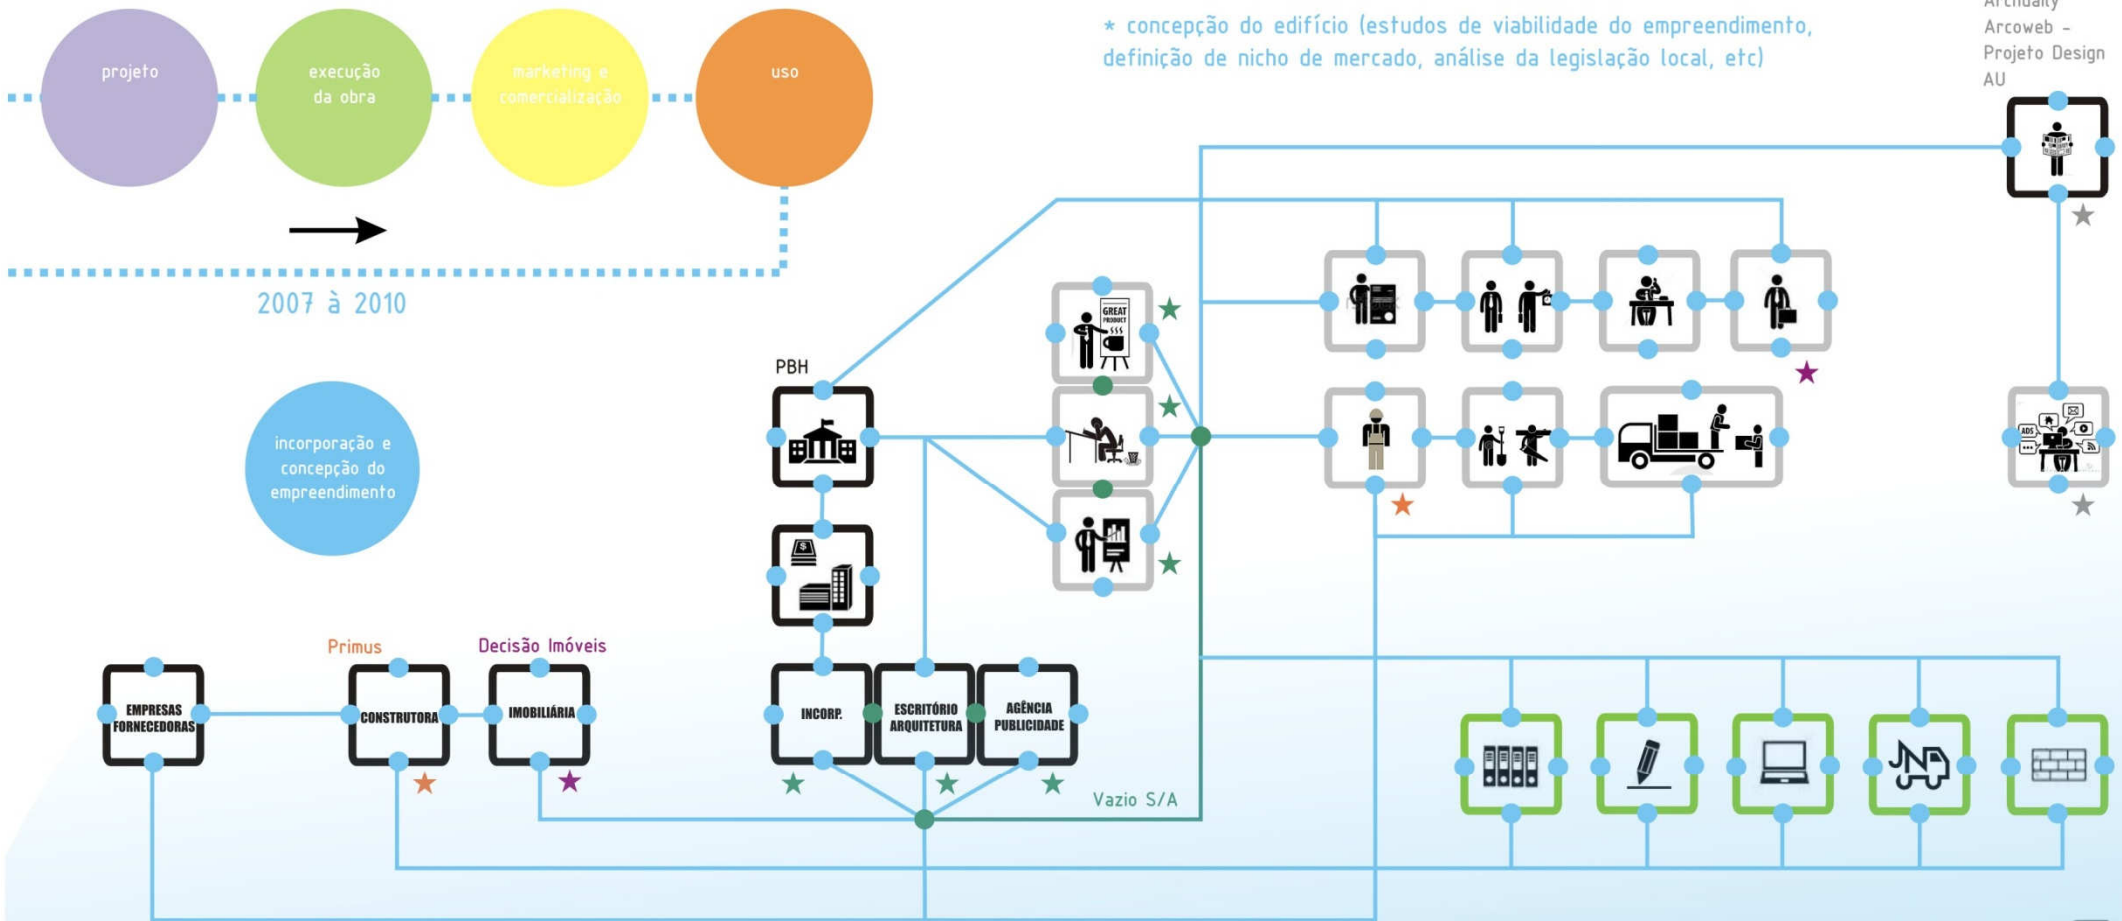 projeto
execução
da obra
marketing e
comercialização
uso
* concepção do edifício (estudos de viabilidade do empreendimento,
definição de nicho de mercado, análise da legislação local, etc)
Archdaily
Arcoweb -
Projeto Design
AU
2007 à 2010
incorporação e
concepção do
empreendimento
PBH
GREAT
PRODUCT
ADS
Primus
Decisão Imóveis
EMPRESAS
FORNECEDORAS
CONSTRUTORA
IMOBILIÁRIA
INCORP.
ESCRITÓRIO
ARQUITETURA
AGÊNCIA
PUBLICIDADE
Vazio S/A